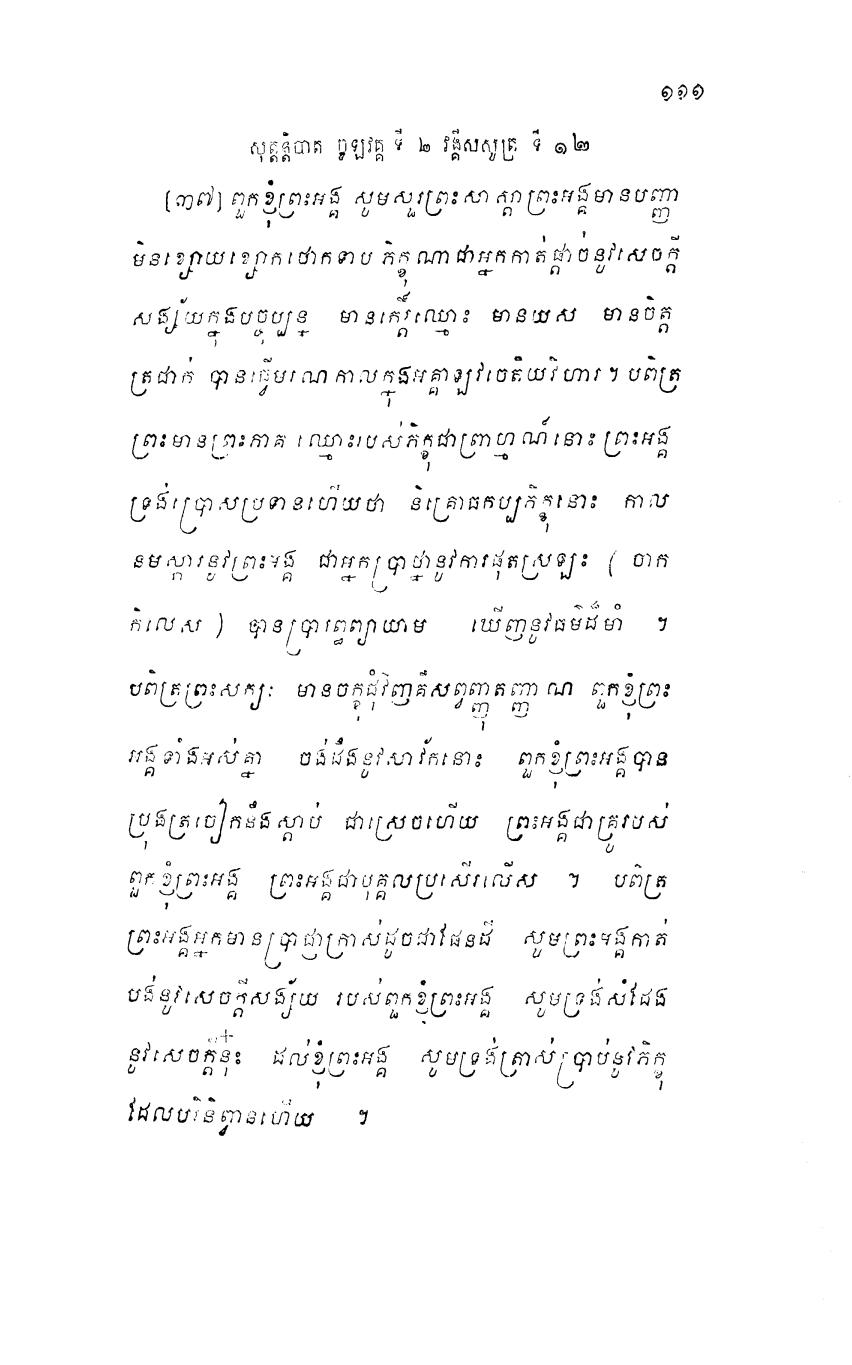 ១១១
សុត្តន្តិបាត ចូឡវគ្គ ទី ២ វង្គីសសូត្រ ទី ១២
[៣៧] ពួកខ្ញុំព្រះអង្គ សូមសួរព្រះសាស្តាព្រះអង្គមានបញ្ញា
មិនខ្សោយខ្សោកថោកទាប ភិក្ខុណាជាអ្នកកាត់ផ្តាច់នូវសេចក្តី
សង្ស័យក្នុងបច្ចុប្បន្ន មានកេរ្តិ៍ឈ្មោះ មានយស មានចិត្ត
ត្រជាក់ បានធ្វើមរណកាលក្នុងអគ្គាឡវចេតិយវិហារ។ បពិត្រ
ព្រះមានព្រះភាគ ឈ្មោះរបស់ភិក្ខុជាព្រាហ្មណ៍នោះ ព្រះអង្គ
ទ្រង់ប្រោសប្រទានហើយថា និគ្រោធកប្បភិក្ខុនោះ កាល
នមស្ការនូវព្រះអង្គ ជាអ្នកប្រាថ្នានូវការផុតស្រឡះ ( ចាក
កិលេស ) បានប្រារព្ធព្យាយាម ឃើញនូវធម៌ដ៏មាំ ។
បពិត្រព្រះសក្យៈ មានចក្ខុជុំវិញគឺសព្វញ្ញុតញ្ញាណ ពួកខ្ញុំព្រះ
អង្គទាំងអស់គ្នា ចង់ដឹងនូវសាវ័កនោះ ពួកខ្ញុំព្រះអង្គបាន
ប្រុងត្រចៀកនឹងស្តាប់ ជាស្រេចហើយ ព្រះអង្គជាគ្រូរបស់
ពួកខ្ញុំព្រះអង្គ ព្រះអង្គជាបុគ្គលប្រសើរលើស ។ បពិត្រ
ព្រះអង្គអ្នកមានប្រាជ្ញាក្រាស់ដូចជាផែនដី សូមព្រះអង្គកាត់
បង់នូវសេចក្តីសង្ស័យ របស់ពួកខ្ញុំព្រះអង្គ សូមទ្រង់សំដែង
នូវសេចក្តីនុ៎ះ ដល់ខ្ញុំព្រះអង្គ សូមទ្រង់ត្រាស់ប្រាប់នូវភិក្ខុ
ដែលបរិនិព្វានហើយ ។